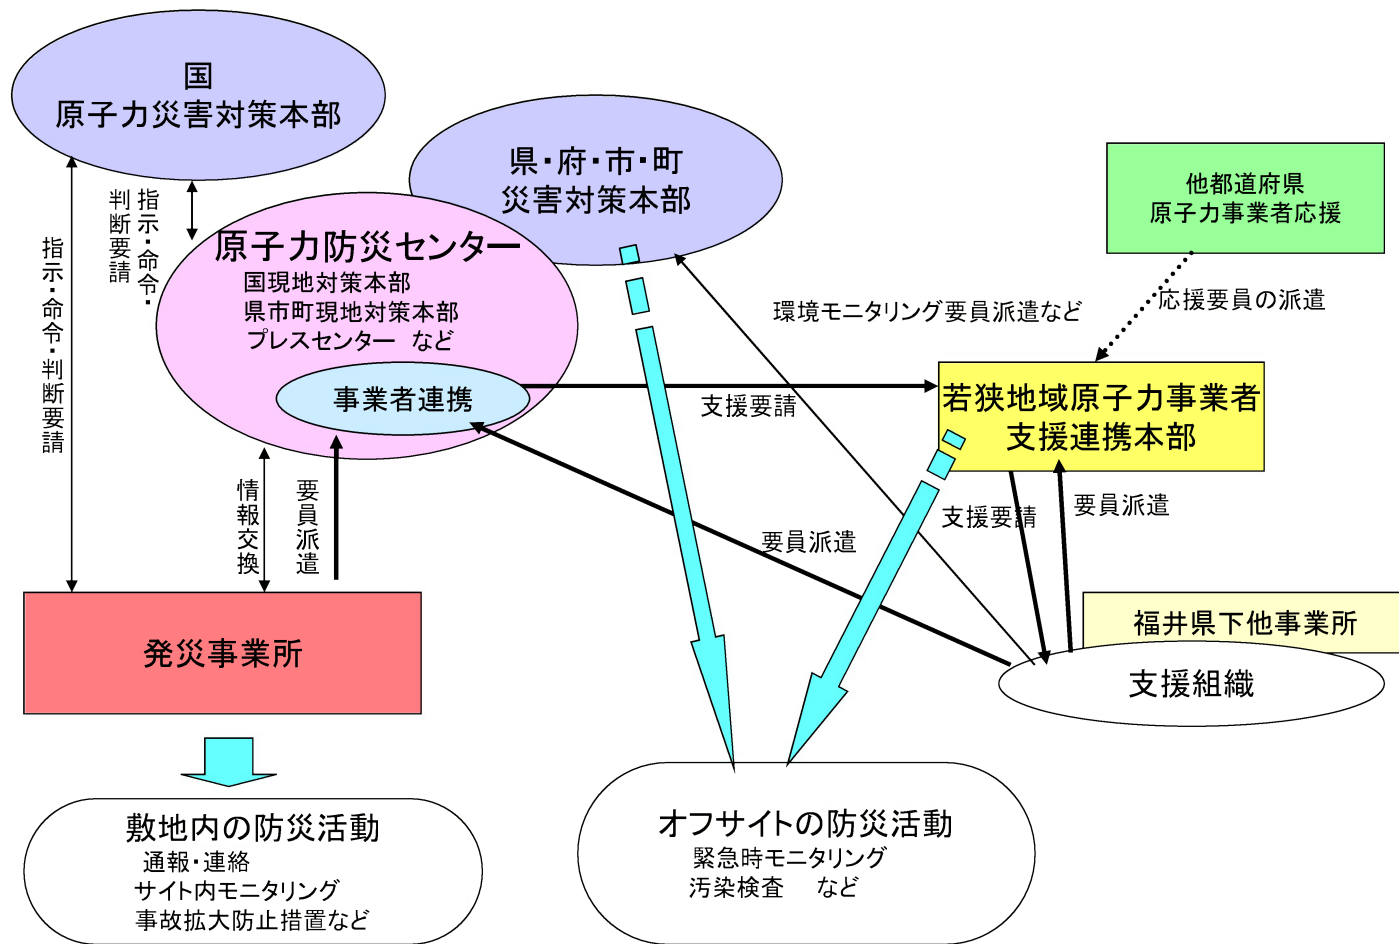 国
原子力災害対策本部
県・府・市・町
災害対策本部
他都道府県
原子力事業者応援
指示・命令・
判断要請
指示・命令・判断要請
原子力防災センター
国現地対策本部
県市町現地対策本部
プレスセンター など
事業者連携
環境モニタリング要員派遣など
応援要員の派遣
支援要請
若狭地域原子力事業者
支援連携本部
情報交換
要員派遣
要員派遣
支援要請
要員派遣
発災事業所
福井県下他事業所
支援組織
敷地内の防災活動
通報・連絡
サイト内モニタリング
事故拡大防止措置など
オフサイトの防災活動
緊急時モニタリング
汚染検査 など